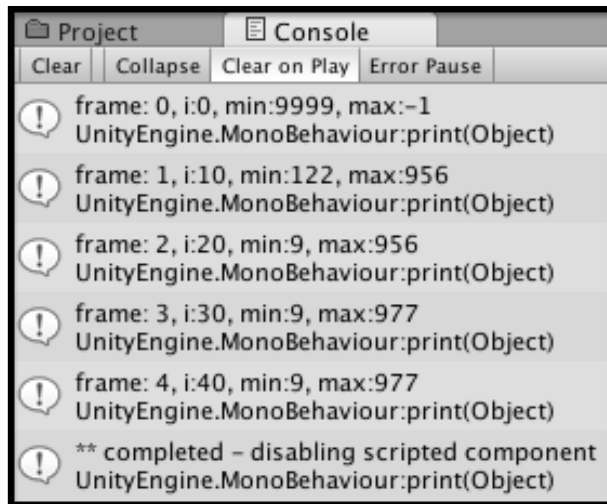 Project Console
Clear Collapse Clear on Play Error Pause
frame: 0, i:0, min:9999, max:-1
UnityEngine.MonoBehaviour:print(Object)
frame: 1, i:10, min:122, max:956
UnityEngine.MonoBehaviour:print(Object)
frame: 2, i:20, min:9, max:956
UnityEngine.MonoBehaviour:print(Object)
frame: 3, i:30, min:9, max:977
UnityEngine.MonoBehaviour:print(Object)
frame: 4, i:40, min:9, max:977
UnityEngine.MonoBehaviour:print(Object)
** completed - disabling scripted component
UnityEngine.MonoBehaviour:print(Object)